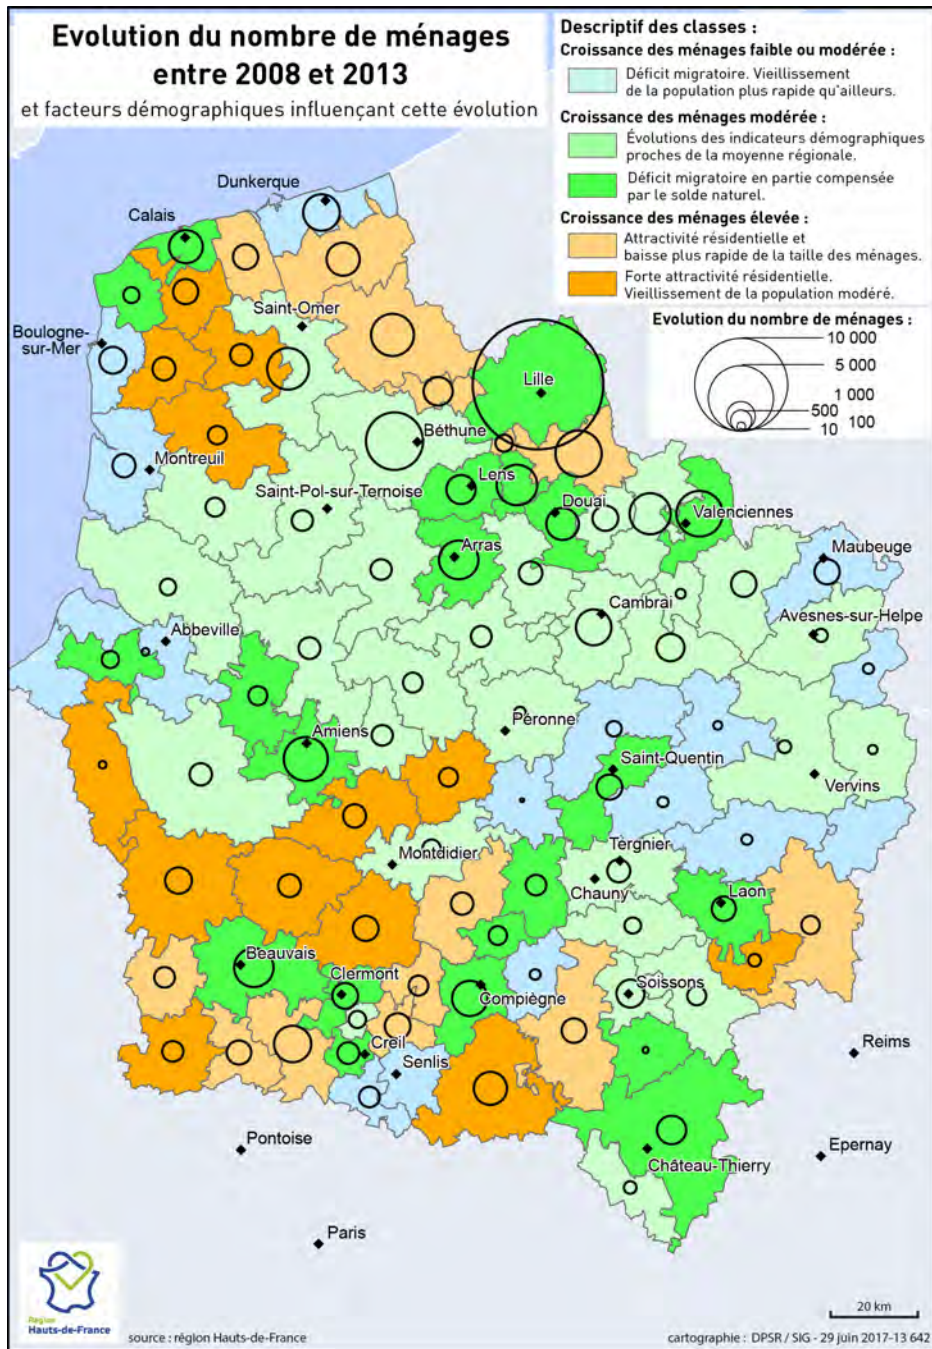 Evolution du nombre de ménages
entre 2008 et 2013
et facteurs démographiques influençant cette évolution
Descriptif des classes :
Croissance des ménages faible ou modérée :
Déficit migratoire. Vieillissement
de la population plus rapide qu'ailleurs.
Croissance des ménages modérée :
Évolutions des indicateurs démographiques
proches de la moyenne régionale.
Déficit migratoire en partie compensée
par le solde naturel.
Croissance des ménages élevée :
Attractivité résidentielle et
baisse plus rapide de la taille des ménages.
Forte attractivité résidentielle.
Vieillissement de la population modéré.
Evolution du nombre de ménages :
10 000
5 000
1 000
500
100
10
Dunkerque
Calais
Saint-Omer
Boulogne-
sur-Mer
Lille
Béthune
Montreuil
Lens
Saint-Pol-sur-Ternoise
Douai
Valenciennes
Arras
Maubeuge
Cambrai
Avesnes-sur-Helpe
Abbeville
Péronne
Amiens
Saint-Quentin
Vervins
Montdidier
Tergnier
Chauny
Laon
Beauvais
Clermont
Compiègne
Soissons
Creil
Senlis
Reims
Pontoise
Château-Thierry
Epernay
Paris
Région
Hauts-de-France
source : région Hauts-de-France
20 km
cartographie : DPSR / SIG - 29 juin 2017-13 642